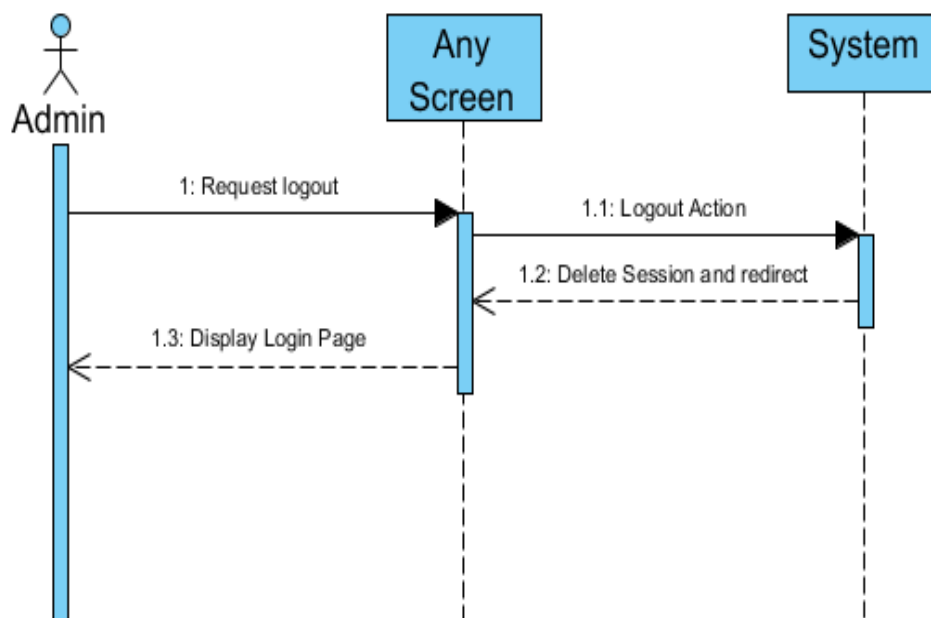 Any
Screen
System
Admin
1: Request logout
1.1: Logout Action
1.2: Delete Session and redirect
1.3: Display Login Page